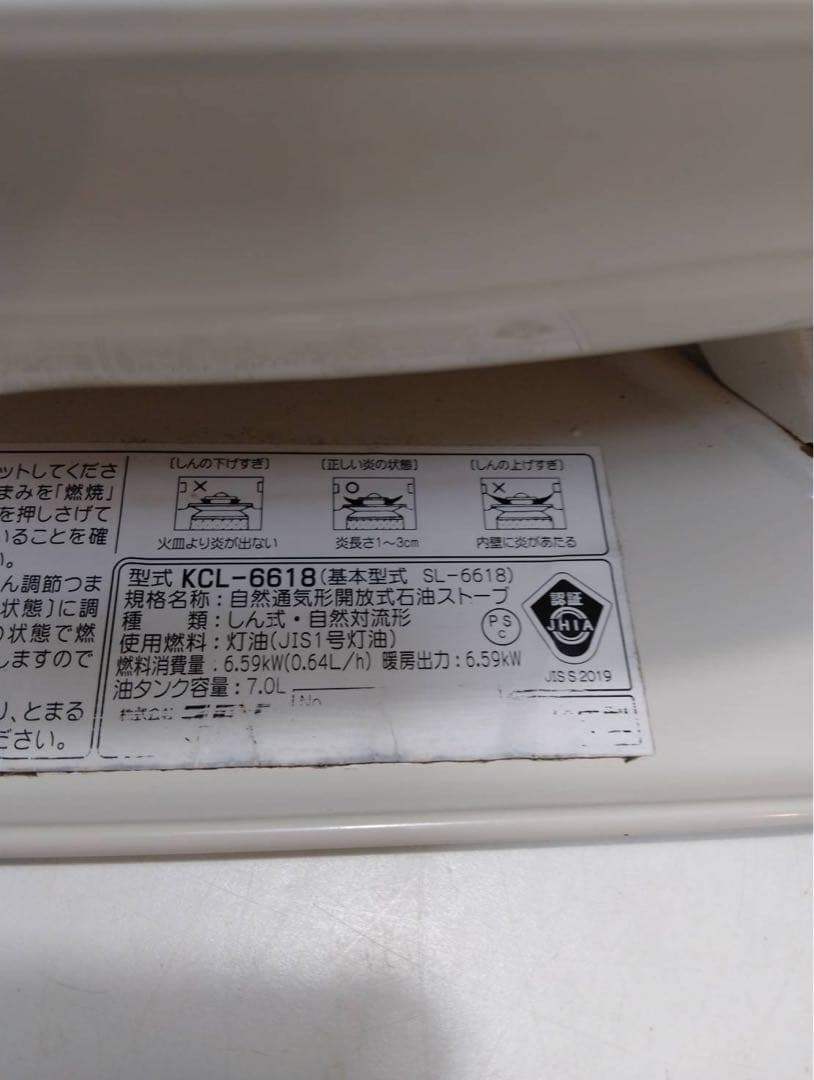 ットしてくださ
まみを「燃焼」
を押しさげて
いることを確
い。
ん調節つま
状態〕に調
の状態で燃
しますので
り、とまる
ださい。
〔しんの下げすぎ〕
×
火皿より炎が出ない
〔正しい炎の状態〕
○
炎長さ1～3cm
〔しんの上げすぎ〕
×
内壁に炎があたる
型式 KCL-6618(基本型式 SL-6618)
規格名称：自然通気形開放式石油ストーブ
種　　類：しん式・自然対流形
使用燃料：灯油(JIS1号灯油)
燃料消費量：6.59kW(0.64L/h) 暖房出力：6.59kW
油タンク容量：7.0L
PS
C
認証
JHIA
JIS S 2019
株式会社
No